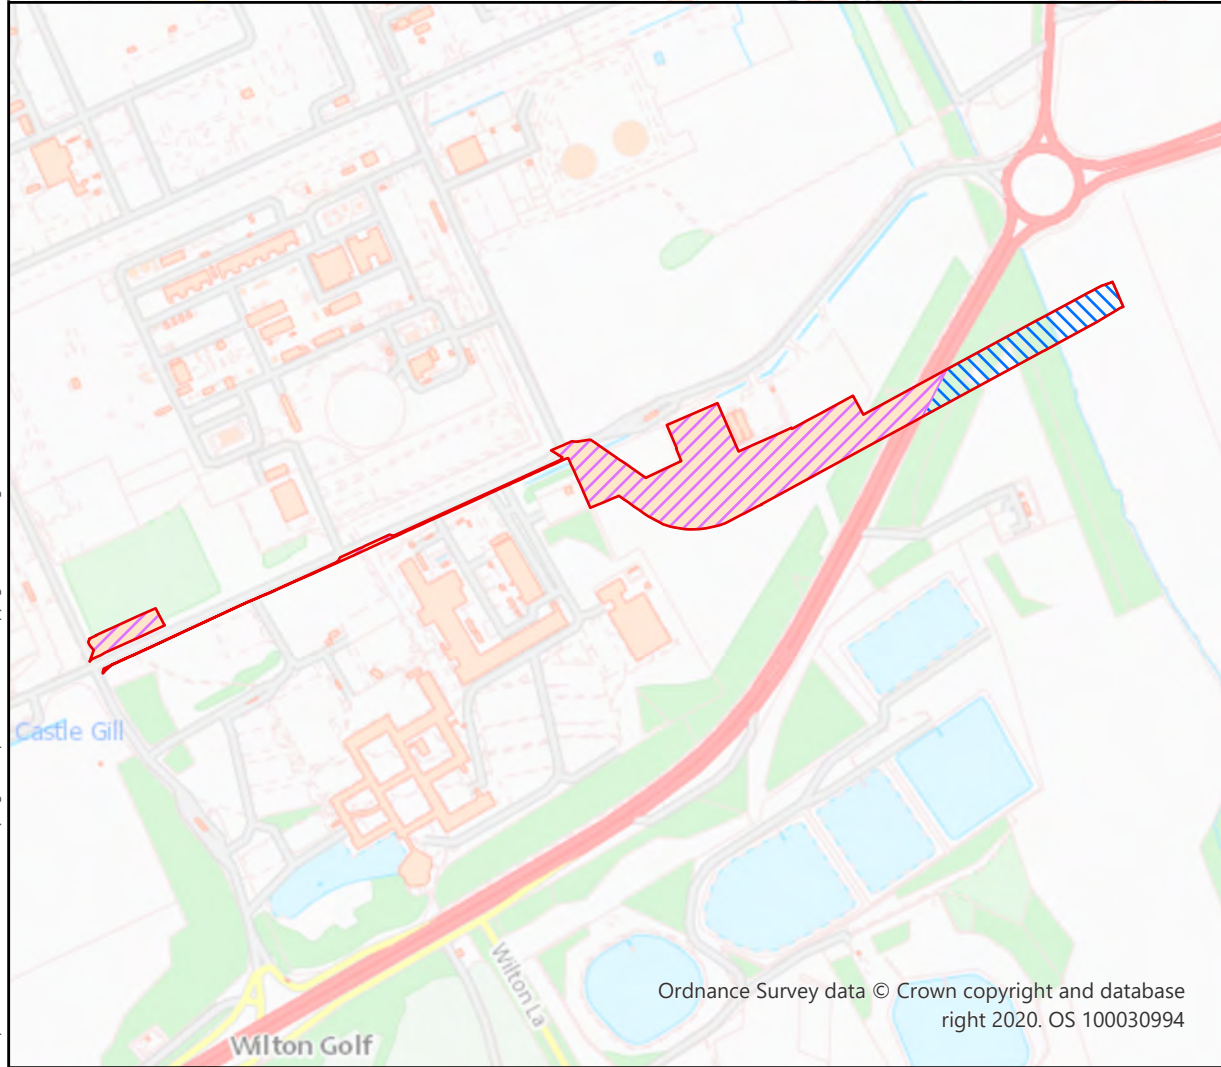 Castle Gill
Wilton La
Ordnance Survey data © Crown copyright and database
right 2020. OS 100030994
Wilton Golf